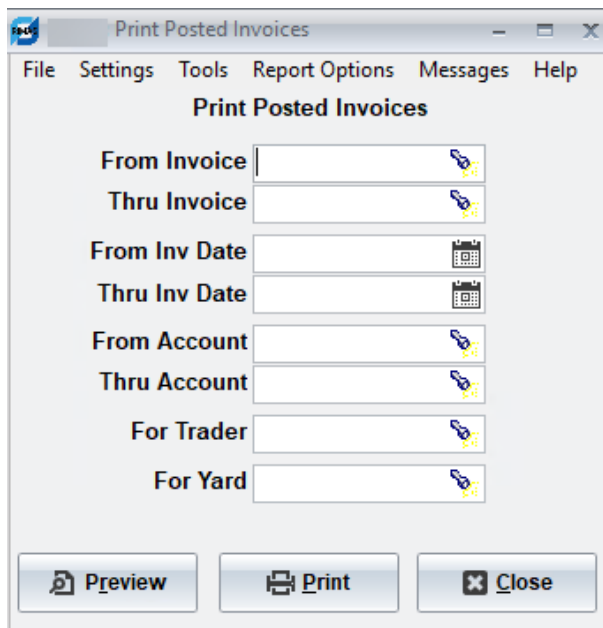 Print Posted Invoices
File Settings Tools Report Options Messages Help
Print Posted Invoices
From Invoice
Thru Invoice
From Inv Date
Thru Inv Date
From Account
Thru Account
For Trader
For Yard
Preview Print Close